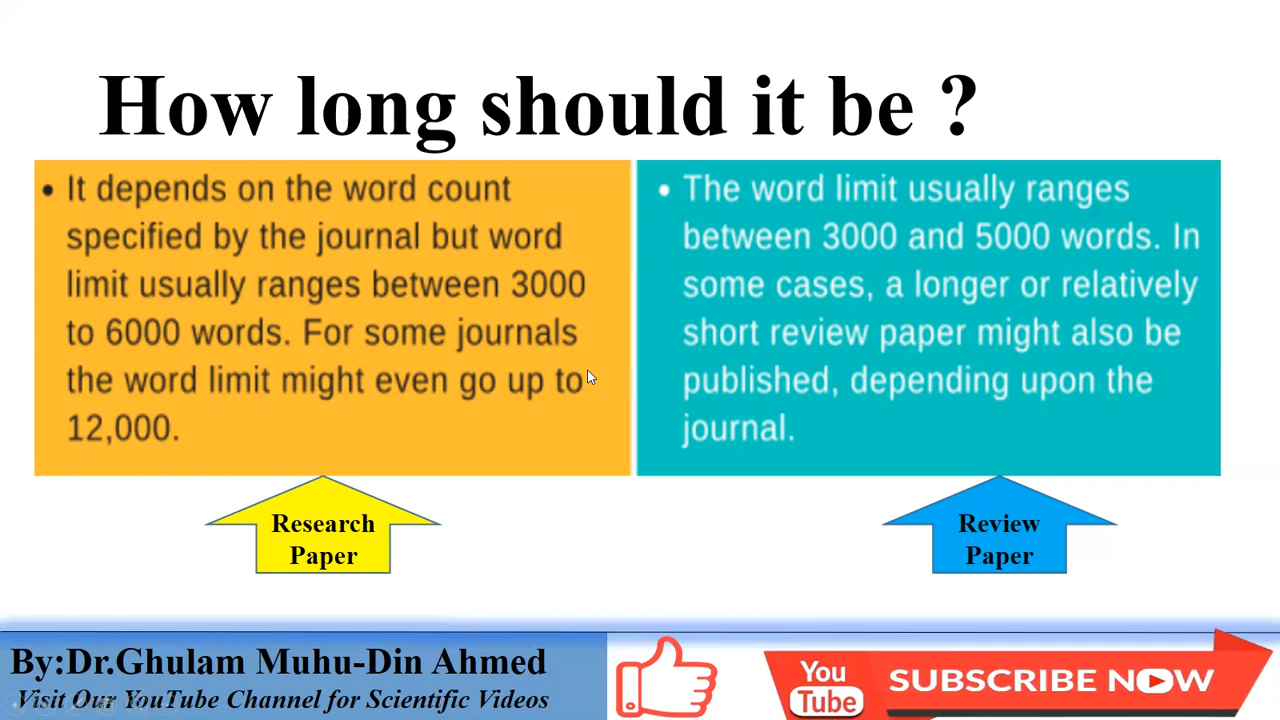 How long should it be ?
• It depends on the word count
specified by the journal but word
limit usually ranges between 3000
to 6000 words. For some journals
the word limit might even go up to
12,000.
• The word limit usually ranges
between 3000 and 5000 words. In
some cases, a longer or relatively
short review paper might also be
published, depending upon the
journal.
Research
Paper
Review
Paper
By:Dr.Ghulam Muhu-Din Ahmed
Visit Our YouTube Channel for Scientific Videos
You
Tube
SUBSCRIBE NOW